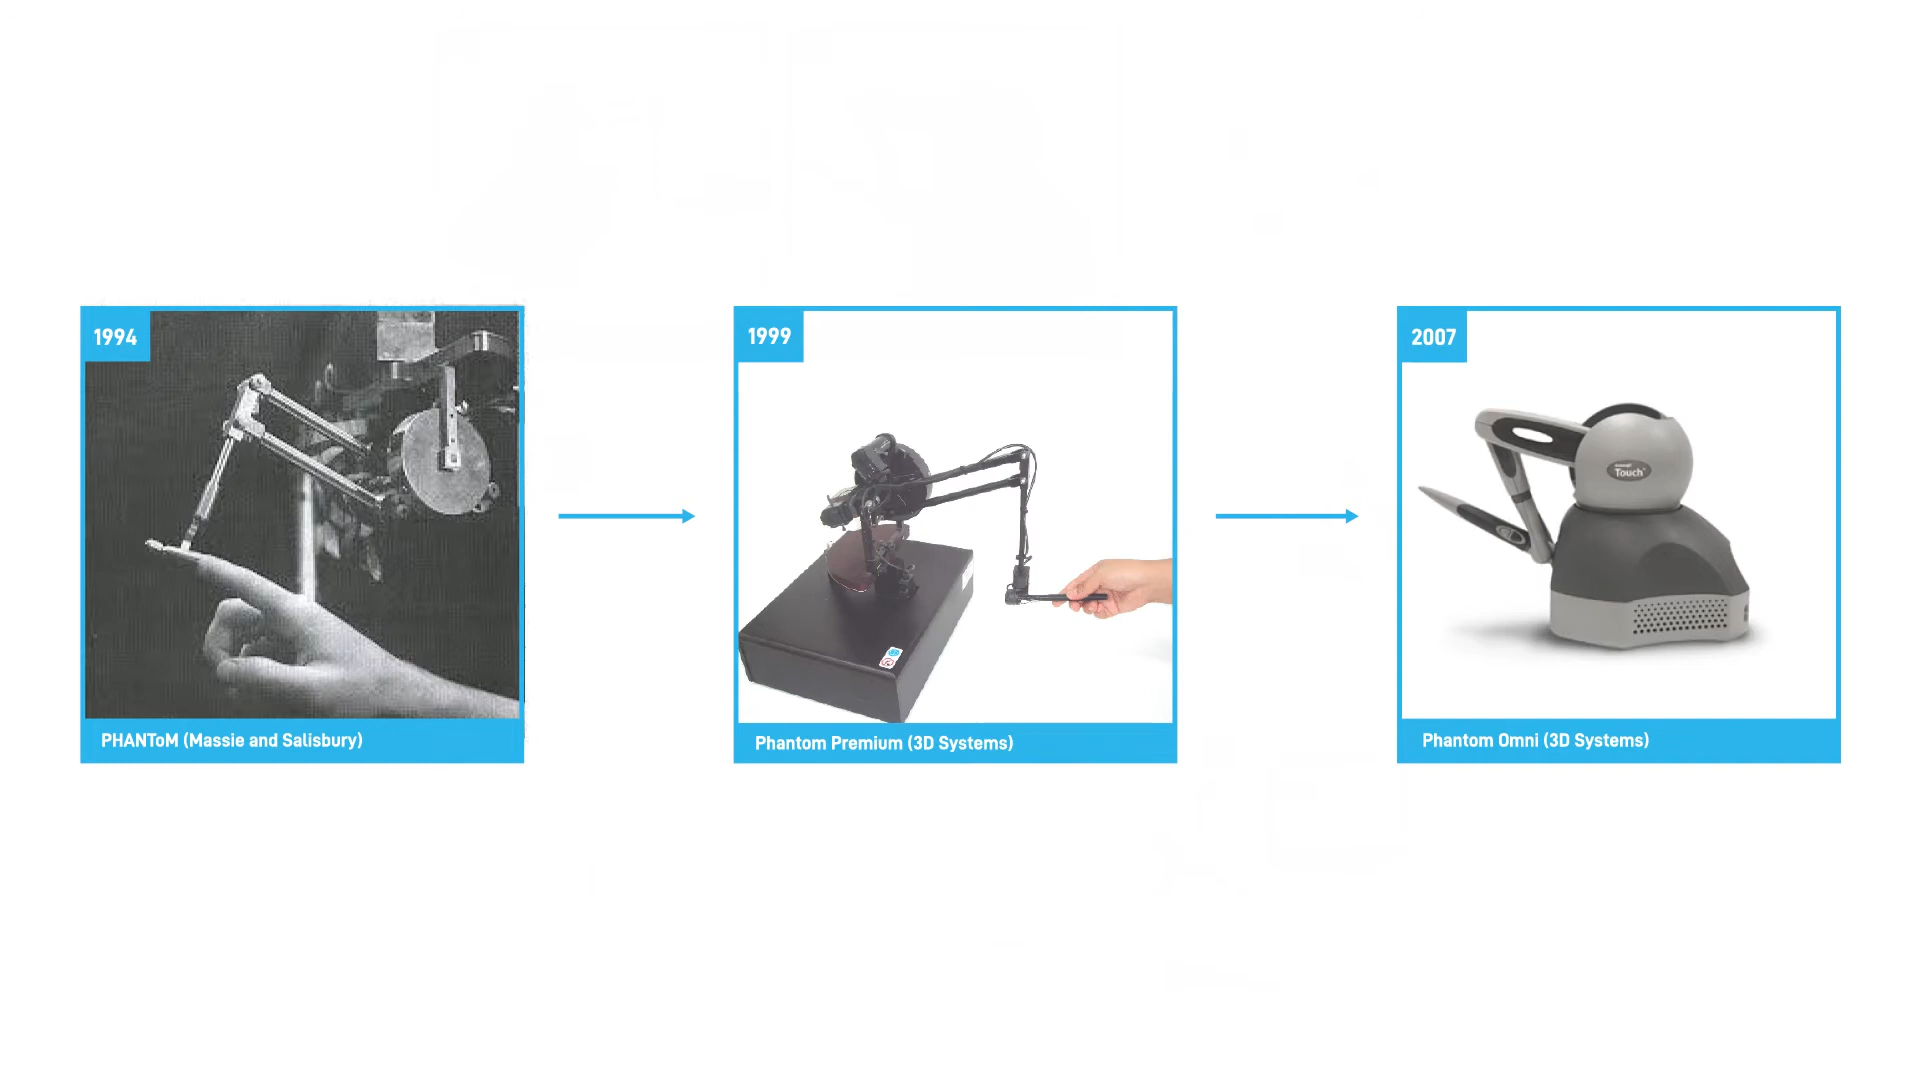 1994
PHANToM (Massie and Salisbury)
1999
Phantom Premium (3D Systems)
2007
Touch
Phantom Omni (3D Systems)